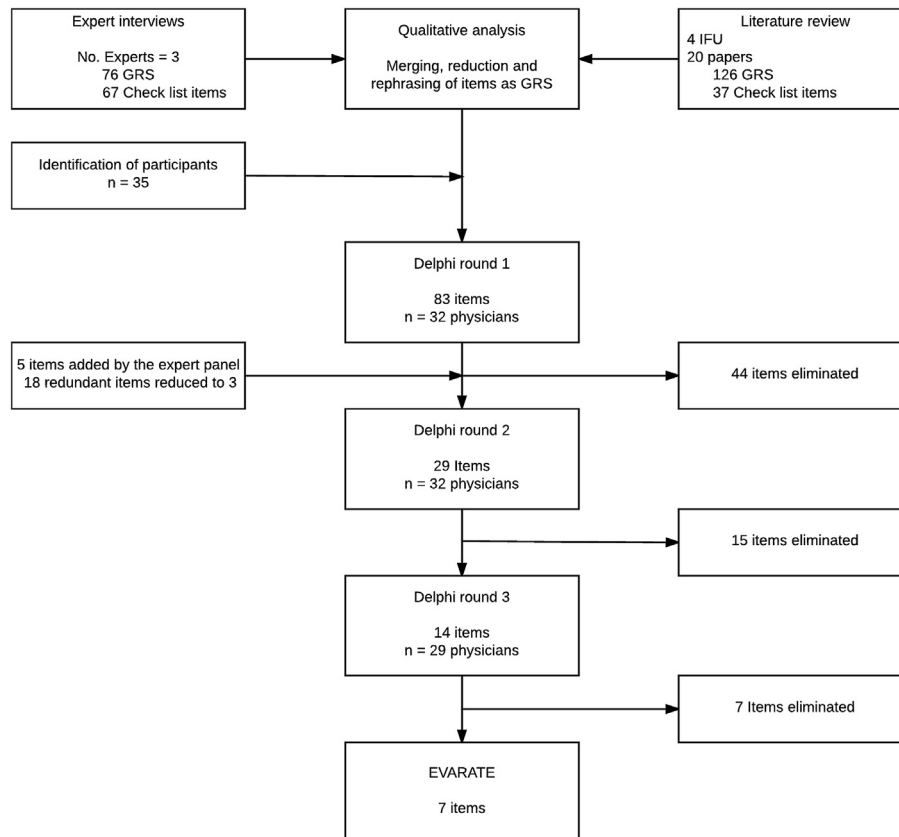 Expert interviews
No. Experts = 3
76 GRS
67 Check list items
Qualitative analysis
Merging, reduction and
rephrasing of items as GRS
Literature review
4 IFU
20 papers
126 GRS
37 Check list items
Identification of participants
n = 35
Delphi round 1
83 items
n = 32 physicians
5 items added by the expert panel
18 redundant items reduced to 3
44 items eliminated
Delphi round 2
29 Items
n = 32 physicians
15 items eliminated
Delphi round 3
14 items
n = 29 physicians
7 Items eliminated
EVARATE
7 items